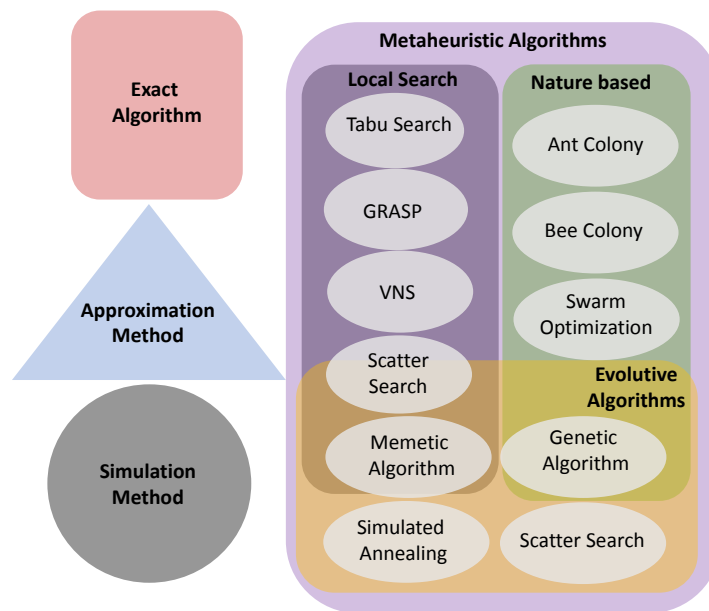 Exact
Algorithm
Approximation
Method
Simulation
Method
Metaheuristic Algorithms
Local Search
Tabu Search
GRASP
VNS
Scatter
Search
Memetic
Algorithm
Simulated
Annealing
Nature based
Ant Colony
Bee Colony
Swarm
Optimization
Evolutive
Algorithms
Genetic
Algorithm
Scatter Search